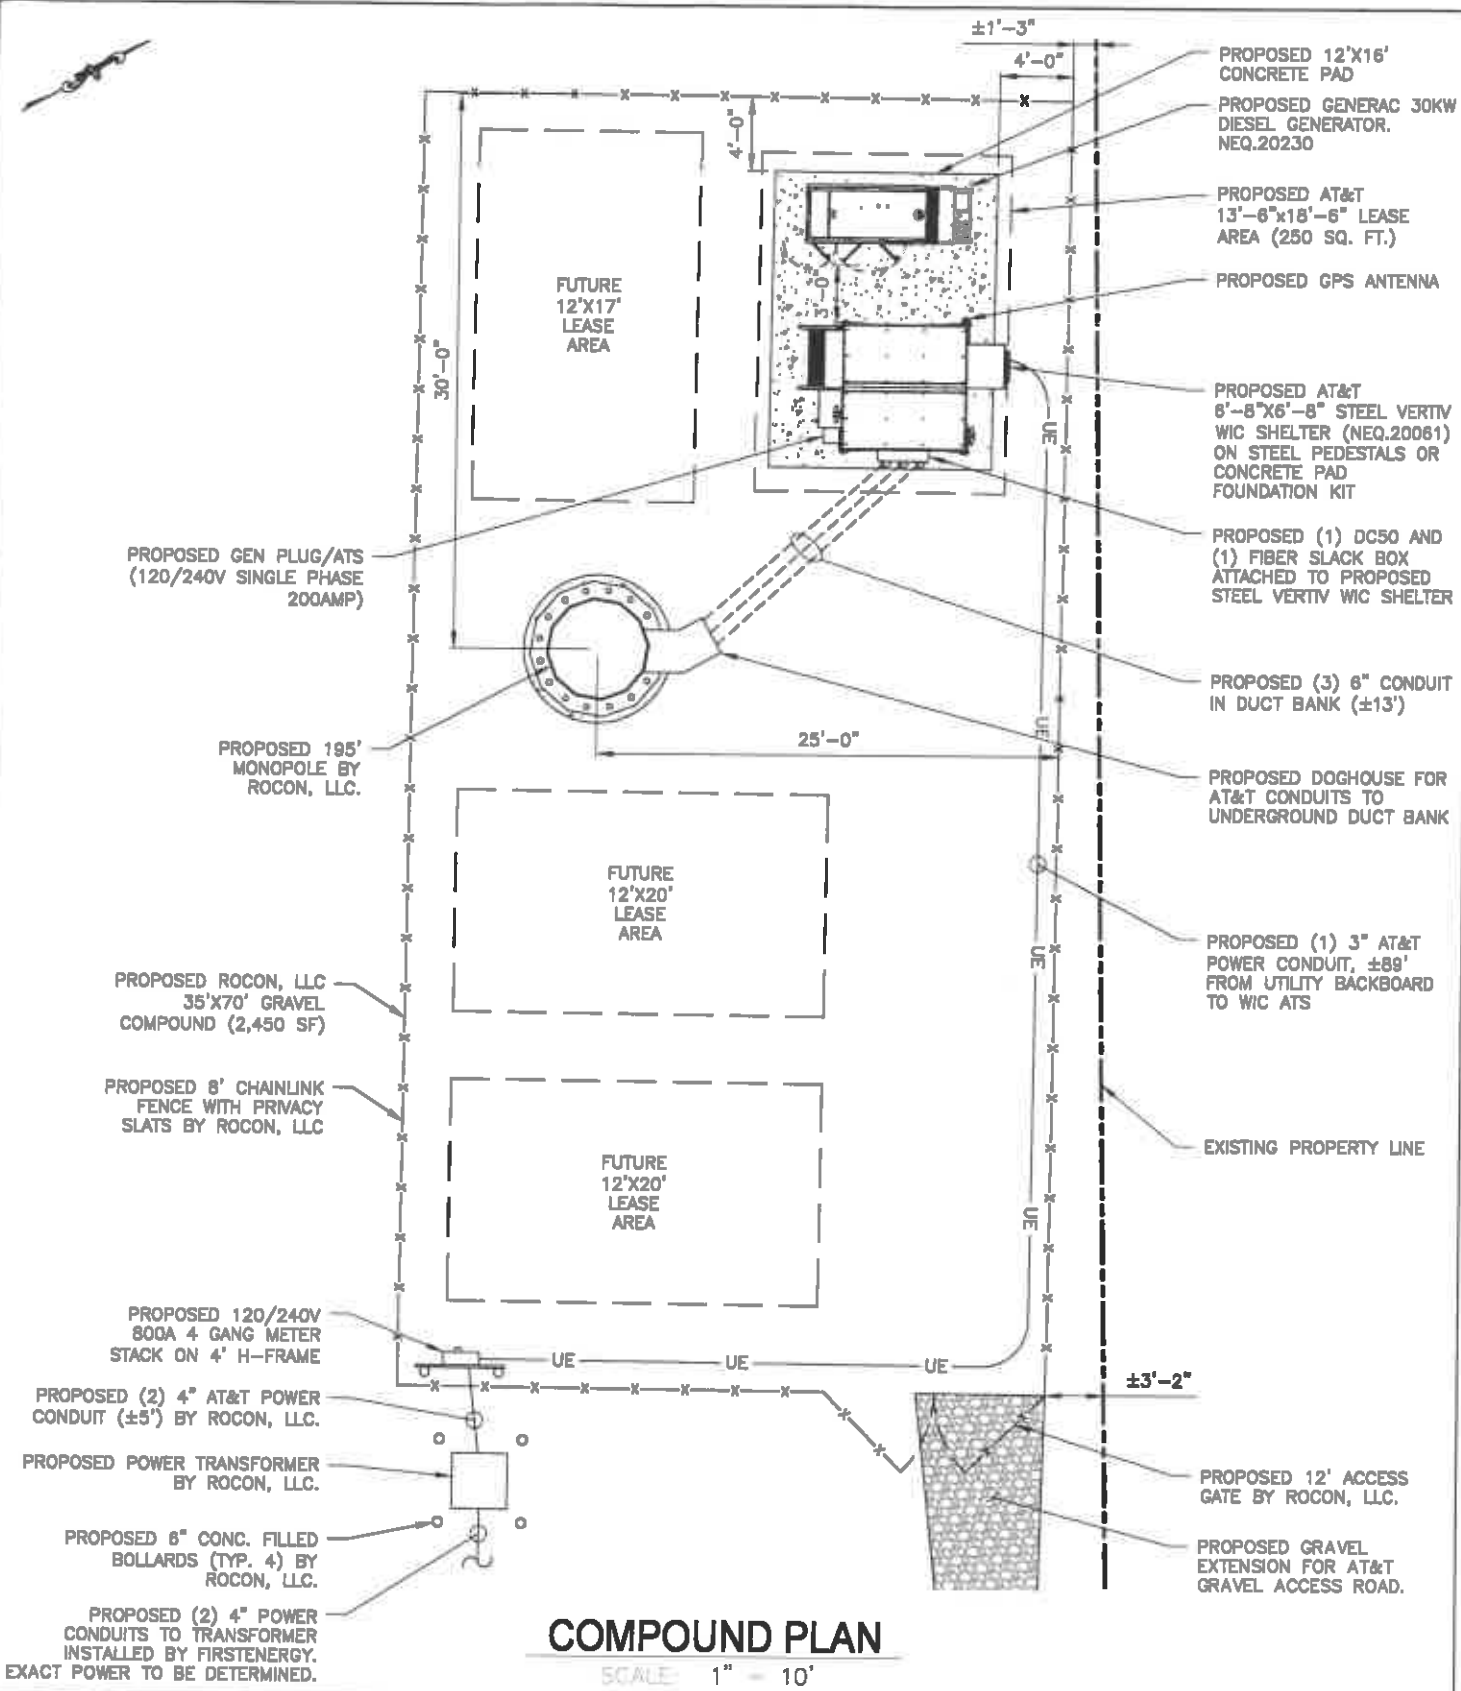 ±1'-3"
4'-0"
PROPOSED 12'X16'
CONCRETE PAD
PROPOSED GENERAC 30KW
DIESEL GENERATOR.
NEQ.20230
4'-0"
PROPOSED AT&T
13'-6"x18'-6" LEASE
AREA (250 SQ. FT.)
FUTURE
12'X17'
LEASE
AREA
3'-0
PROPOSED GPS ANTENNA
30'-0"
PROPOSED AT&T
6'-8"X6'-8" STEEL VERTIV
WIC SHELTER (NEQ.20061)
ON STEEL PEDESTALS OR
CONCRETE PAD
FOUNDATION KIT
UE
PROPOSED GEN PLUG/ATS
(120/240V SINGLE PHASE
200AMP)
PROPOSED (1) DC50 AND
(1) FIBER SLACK BOX
ATTACHED TO PROPOSED
STEEL VERTIV WIC SHELTER
PROPOSED (3) 6" CONDUIT
IN DUCT BANK (±13')
UE
25'-0"
PROPOSED 195'
MONOPOLE BY
ROCON, LLC.
PROPOSED DOGHOUSE FOR
AT&T CONDUITS TO
UNDERGROUND DUCT BANK
FUTURE
12'X20'
LEASE
AREA
UE
PROPOSED (1) 3" AT&T
POWER CONDUIT, ±89'
FROM UTILITY BACKBOARD
TO WIC ATS
PROPOSED ROCON, LLC
35'X70' GRAVEL
COMPOUND (2,450 SF)
PROPOSED 8' CHAINLINK
FENCE WITH PRIVACY
SLATS BY ROCON, LLC
EXISTING PROPERTY LINE
FUTURE
12'X20'
LEASE
AREA
UE
PROPOSED 120/240V
800A 4 GANG METER
STACK ON 4' H-FRAME
UE UE UE
±3'-2"
PROPOSED (2) 4" AT&T POWER
CONDUIT (±5') BY ROCON, LLC.
PROPOSED POWER TRANSFORMER
BY ROCON, LLC.
PROPOSED 12' ACCESS
GATE BY ROCON, LLC.
PROPOSED 6" CONC. FILLED
BOLLARDS (TYP. 4) BY
ROCON, LLC.
PROPOSED GRAVEL
EXTENSION FOR AT&T
GRAVEL ACCESS ROAD.
PROPOSED (2) 4" POWER
CONDUITS TO TRANSFORMER
INSTALLED BY FIRSTENERGY.
EXACT POWER TO BE DETERMINED.
COMPOUND PLAN
SCALE: 1" = 10'